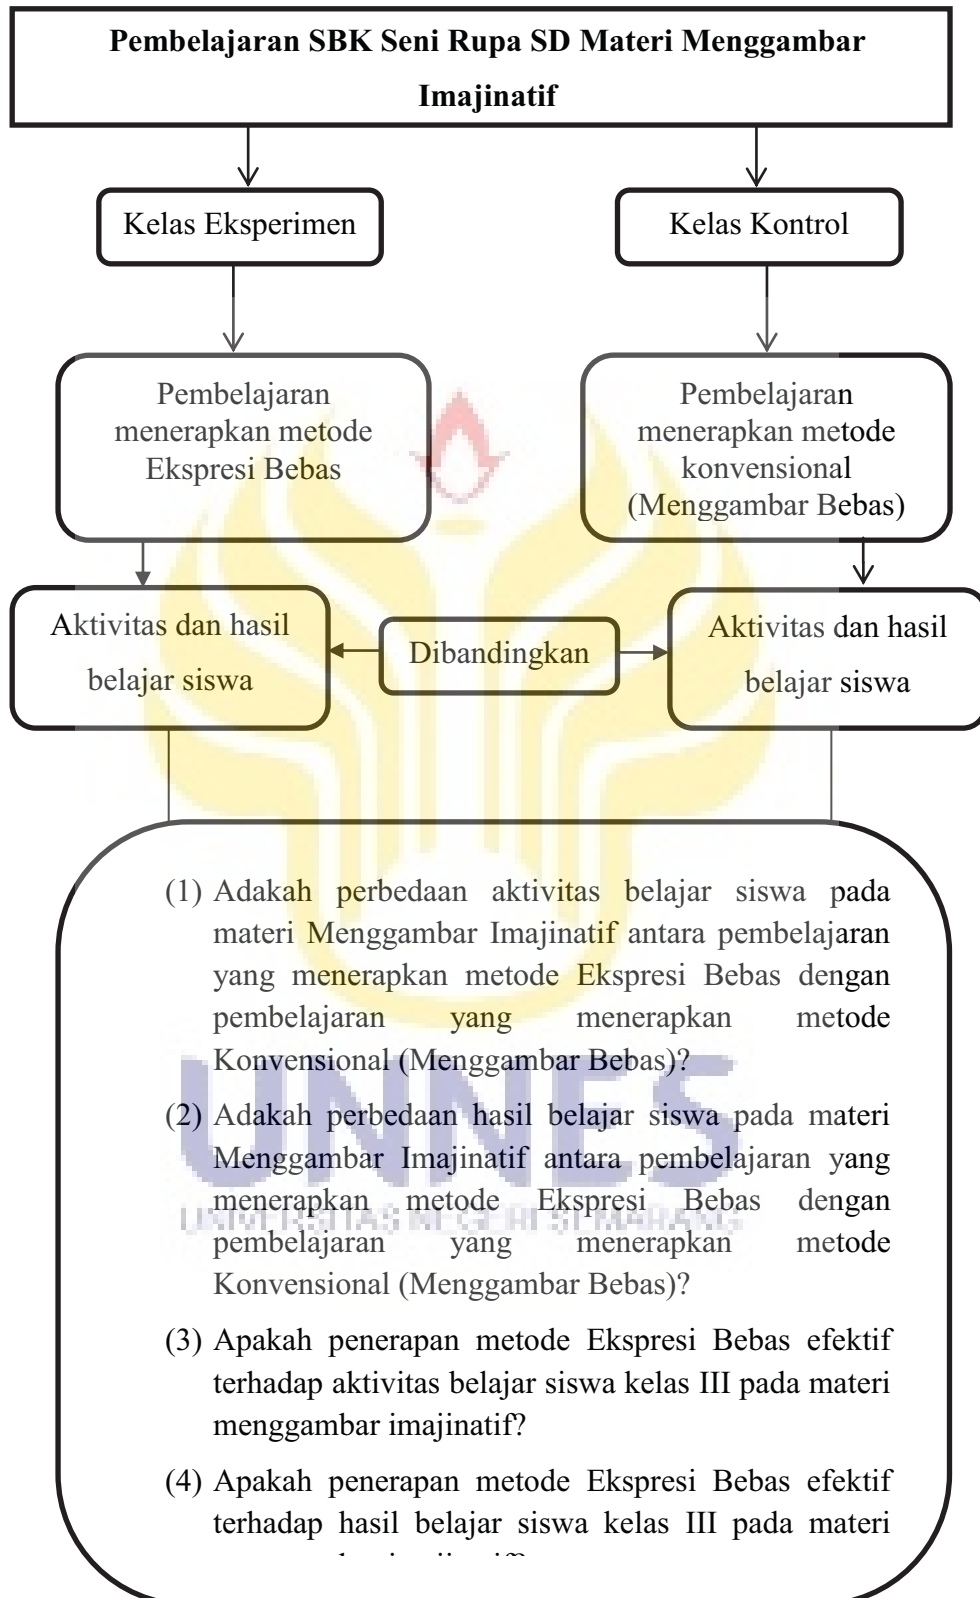 Pembelajaran SBK Seni Rupa SD Materi Menggambar
Imajinatif
Kelas Eksperimen
Kelas Kontrol
Pembelajaran
menerapkan metode
Ekspresi Bebas
Pembelajaran
menerapkan metode
konvensional
(Menggambar Bebas)
Aktivitas dan hasil
belajar siswa
Dibandingkan
Aktivitas dan hasil
belajar siswa
(1) Adakah perbedaan aktivitas belajar siswa pada
materi Menggambar Imajinatif antara pembelajaran
yang menerapkan metode Ekspresi Bebas dengan
pembelajaran yang menerapkan metode
Konvensional (Menggambar Bebas)?
(2) Adakah perbedaan hasil belajar siswa pada materi
Menggambar Imajinatif antara pembelajaran yang
menerapkan metode Ekspresi Bebas dengan
pembelajaran yang menerapkan metode
Konvensional (Menggambar Bebas)?
(3) Apakah penerapan metode Ekspresi Bebas efektif
terhadap aktivitas belajar siswa kelas III pada materi
menggambar imajinatif?
(4) Apakah penerapan metode Ekspresi Bebas efektif
terhadap hasil belajar siswa kelas III pada materi
UNNES
UNIVERSITAS NEGERI SEMARANG